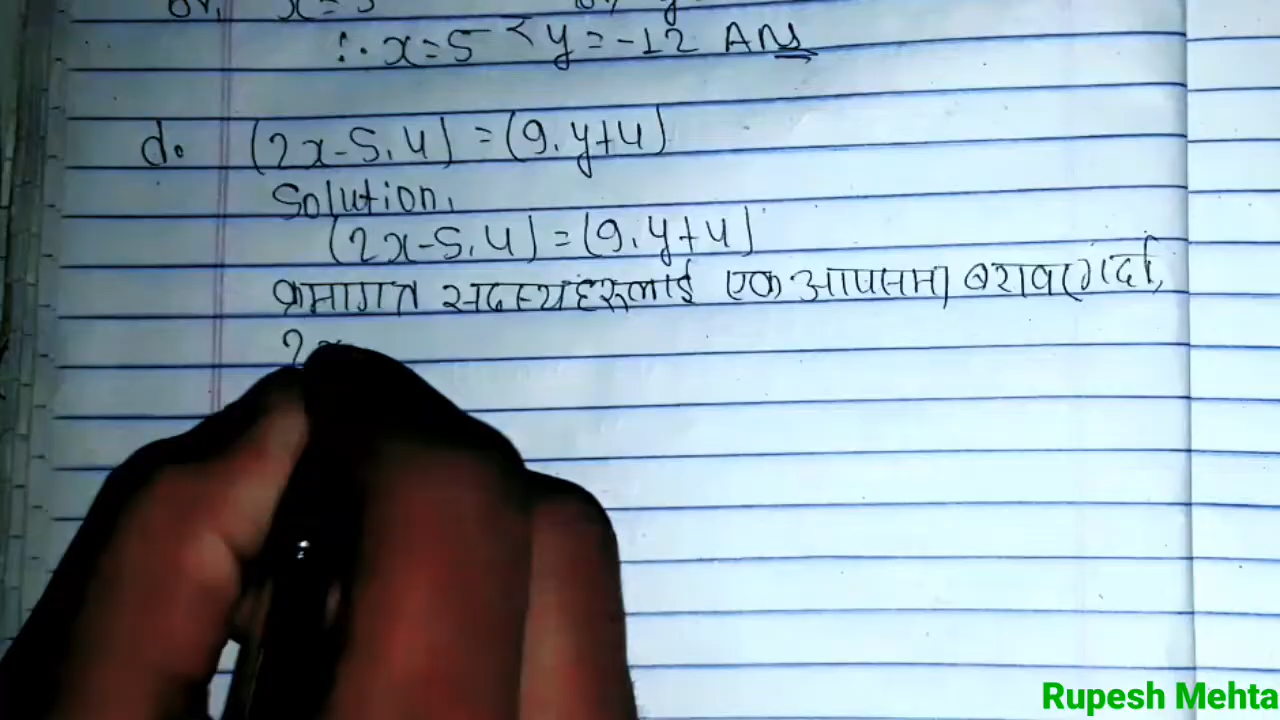 ∴ x=5 < y=-12 Ans
d. (2x-5,4)=(9,y+4)
Solution,
(2x-5,4)=(9,y+4)
क्रमागत सदस्यहरूलाई एक आपसमा बराबर गर्दा,
2x
Rupesh Mehta